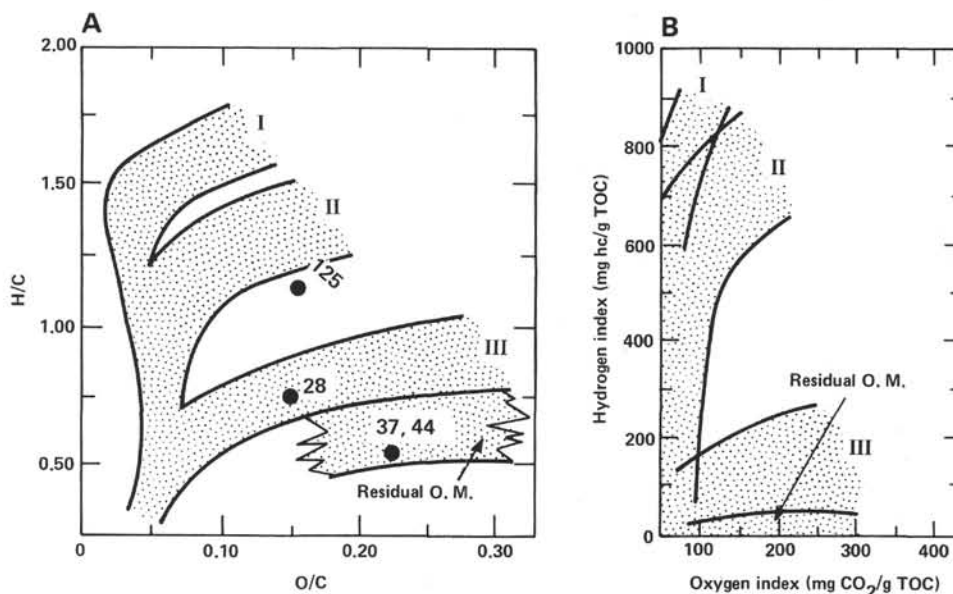 A
2.00
1.50
1.00
0.50
0
H/C
I
II
125
III
28
37, 44
Residual O. M.
0.10
0.20
0.30
O/C
B
1000
800
600
400
200
0
Hydrogen index (mg hc/g TOC)
I
II
Residual O. M.
III
100
200
300
400
Oxygen index (mg CO₂/g TOC)